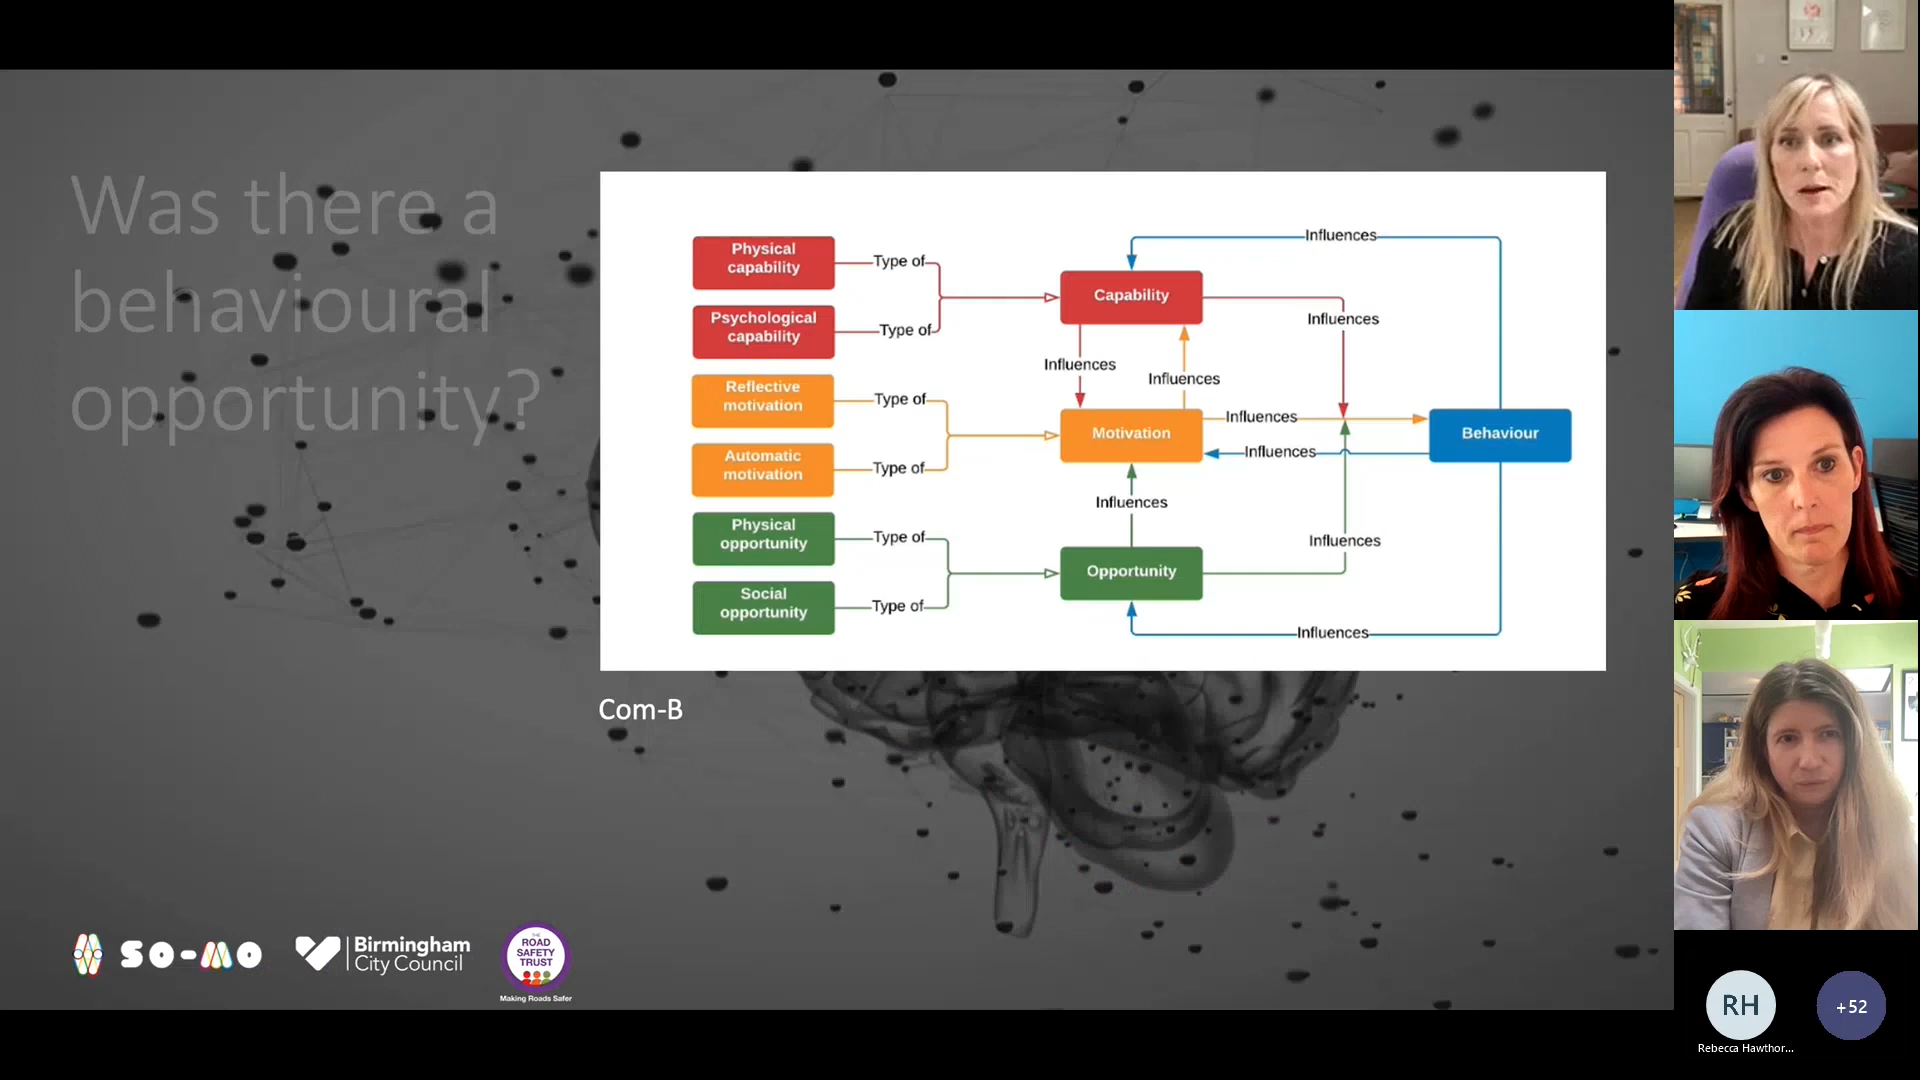 Was there a
behavioural
opportunity?
Physical
capability
Type of
Psychological
capability
Type of
Reflective
motivation
Type of
Automatic
motivation
Type of
Physical
opportunity
Type of
Social
opportunity
Type of
Capability
Motivation
Opportunity
Behaviour
Influences
Influences
Influences
Influences
Influences
Influences
Influences
Influences
Influences
Com-B
SO-MO
Birmingham
City Council
THE
ROAD
SAFETY
TRUST
Making Roads Safer
RH
Rebecca Hawthor...
+52